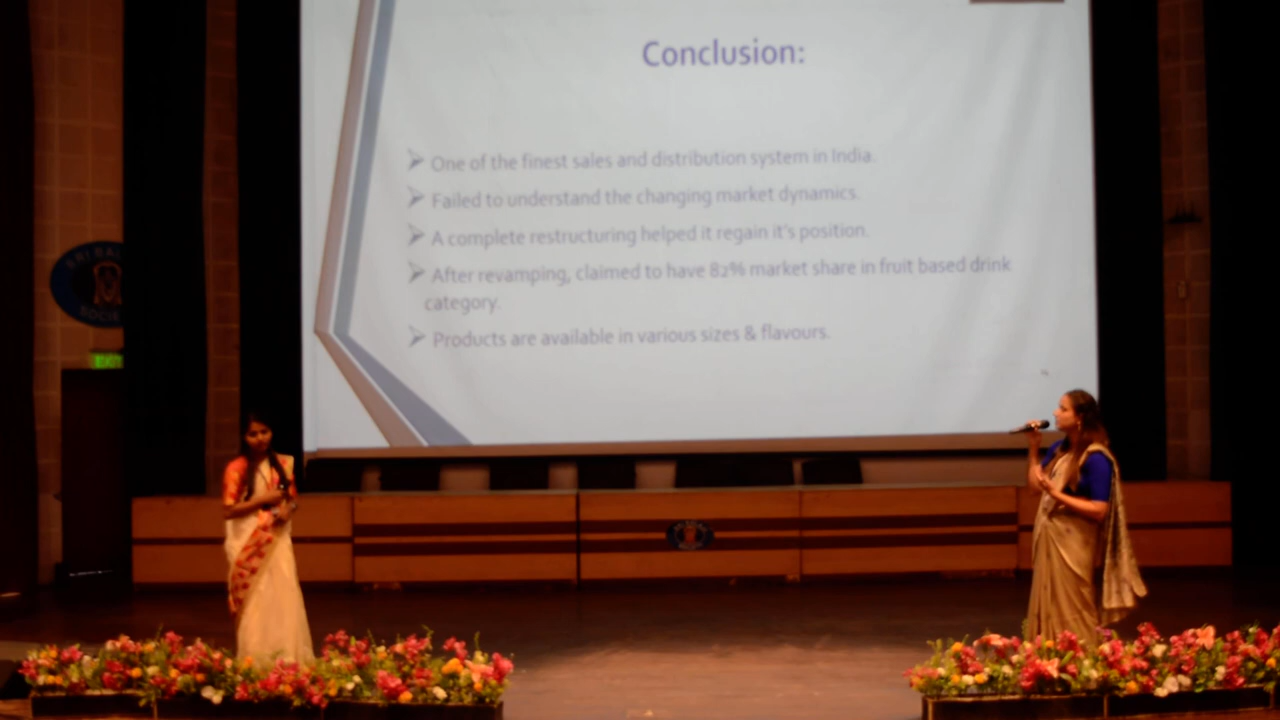 Conclusion:
One of the finest sales and distribution system in India.
Failed to understand the changing market dynamics.
A complete restructuring helped it regain it's position.
After revamping, claimed to have 82% market share in fruit based drink
category.
Products are available in various sizes & flavours.
SRI
EXIT